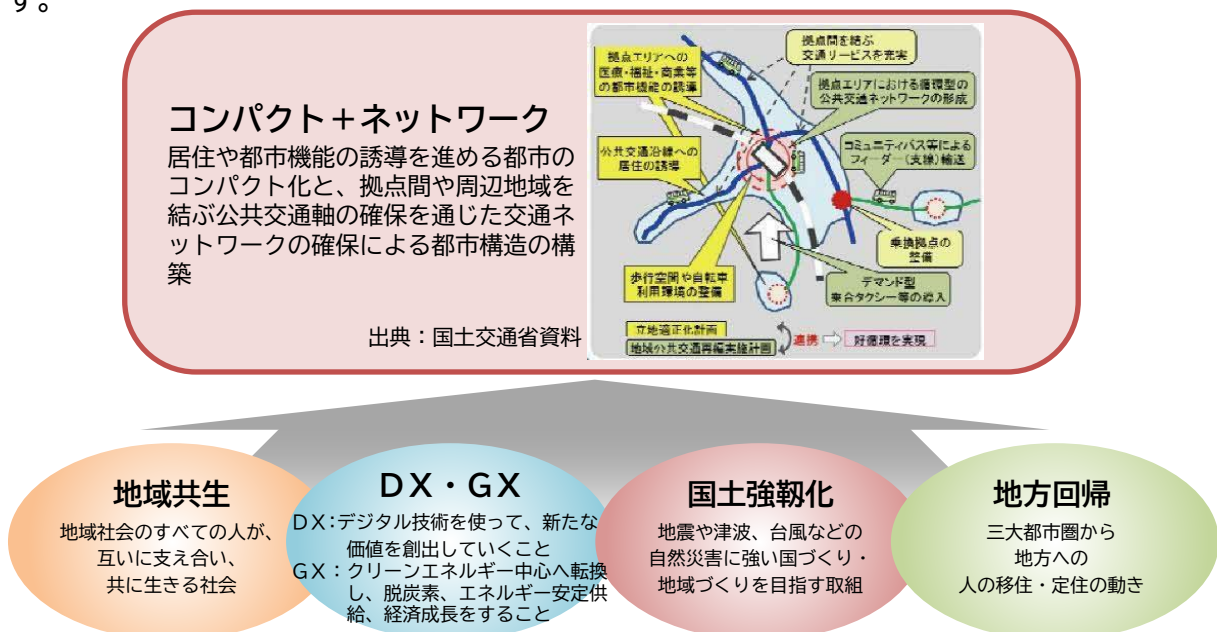 す。
コンパクト＋ネットワーク
居住や都市機能の誘導を進める都市の
コンパクト化と、拠点間や周辺地域を
結ぶ公共交通軸の確保を通じた交通ネ
ットワークの確保による都市構造の構
築
出典：国土交通省資料
拠点エリアへの
医療・福祉・商業等
の都市機能の誘導
拠点間を結ぶ
交通サービスを充実
拠点エリアにおける循環型の
公共交通ネットワークの形成
公共交通沿線への
居住の誘導
コミュニティバス等による
フィーダー（支線）輸送
乗換拠点の
整備
歩行空間や自転車
利用環境の整備
デマンド型
乗合タクシー等の導入
立地適正化計画
地域公共交通再編実施計画
連携
好循環を実現
地域共生
地域社会のすべての人が、
互いに支え合い、
共に生きる社会
ＤＸ・ＧＸ
ＤＸ：デジタル技術を使って、新たな
価値を創出していくこと
ＧＸ：クリーンエネルギー中心へ転換
し、脱炭素、エネルギー安定供
給、経済成長をすること
国土強靱化
地震や津波、台風などの
自然災害に強い国づくり・
地域づくりを目指す取組
地方回帰
三大都市圏から
地方への
人の移住・定住の動き